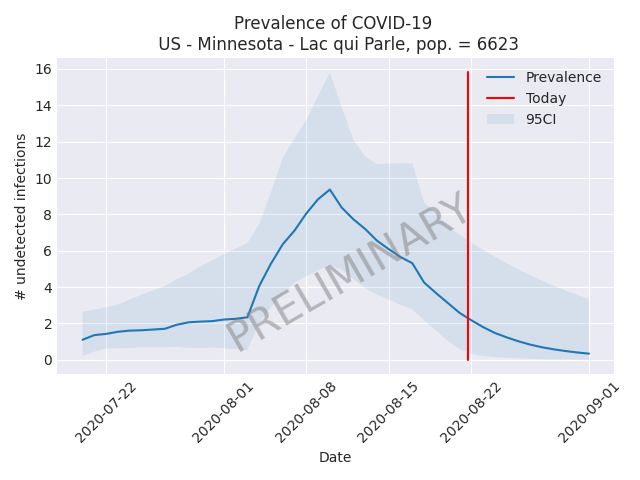 Prevalence of COVID-19
US - Minnesota - Lac qui Parle, pop. = 6623
# undetected infections
16
14
12
10
8
6
4
2
0
Prevalence
Today
95CI
PRELIMINARY
2020-07-22
2020-08-01
2020-08-08
2020-08-15
2020-08-22
2020-09-01
Date